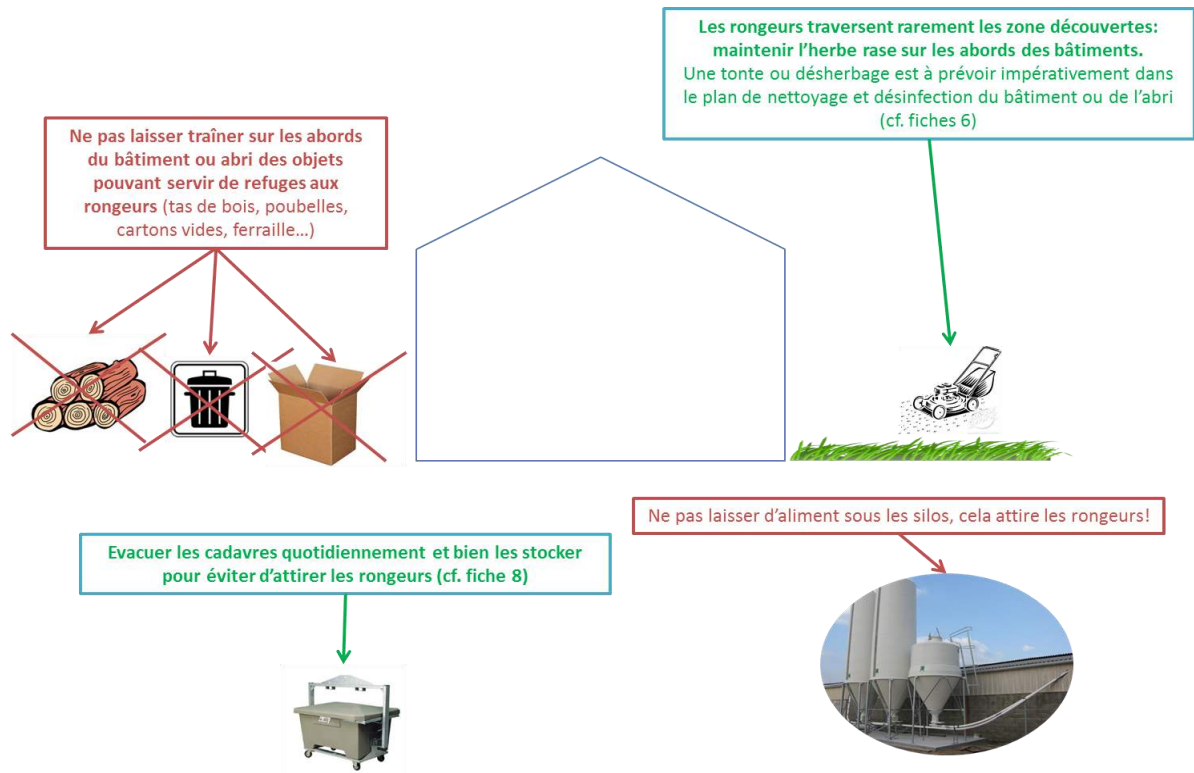 Les rongeurs traversent rarement les zone découvertes:
maintenir l’herbe rase sur les abords des bâtiments.
Une tonte ou désherbage est à prévoir impérativement dans
le plan de nettoyage et désinfection du bâtiment ou de l’abri
(cf. fiches 6)
Ne pas laisser traîner sur les abords
du bâtiment ou abri des objets
pouvant servir de refuges aux
rongeurs (tas de bois, poubelles,
cartons vides, ferraille…)
Ne pas laisser d’aliment sous les silos, cela attire les rongeurs!
Evacuer les cadavres quotidiennement et bien les stocker
pour éviter d’attirer les rongeurs (cf. fiche 8)